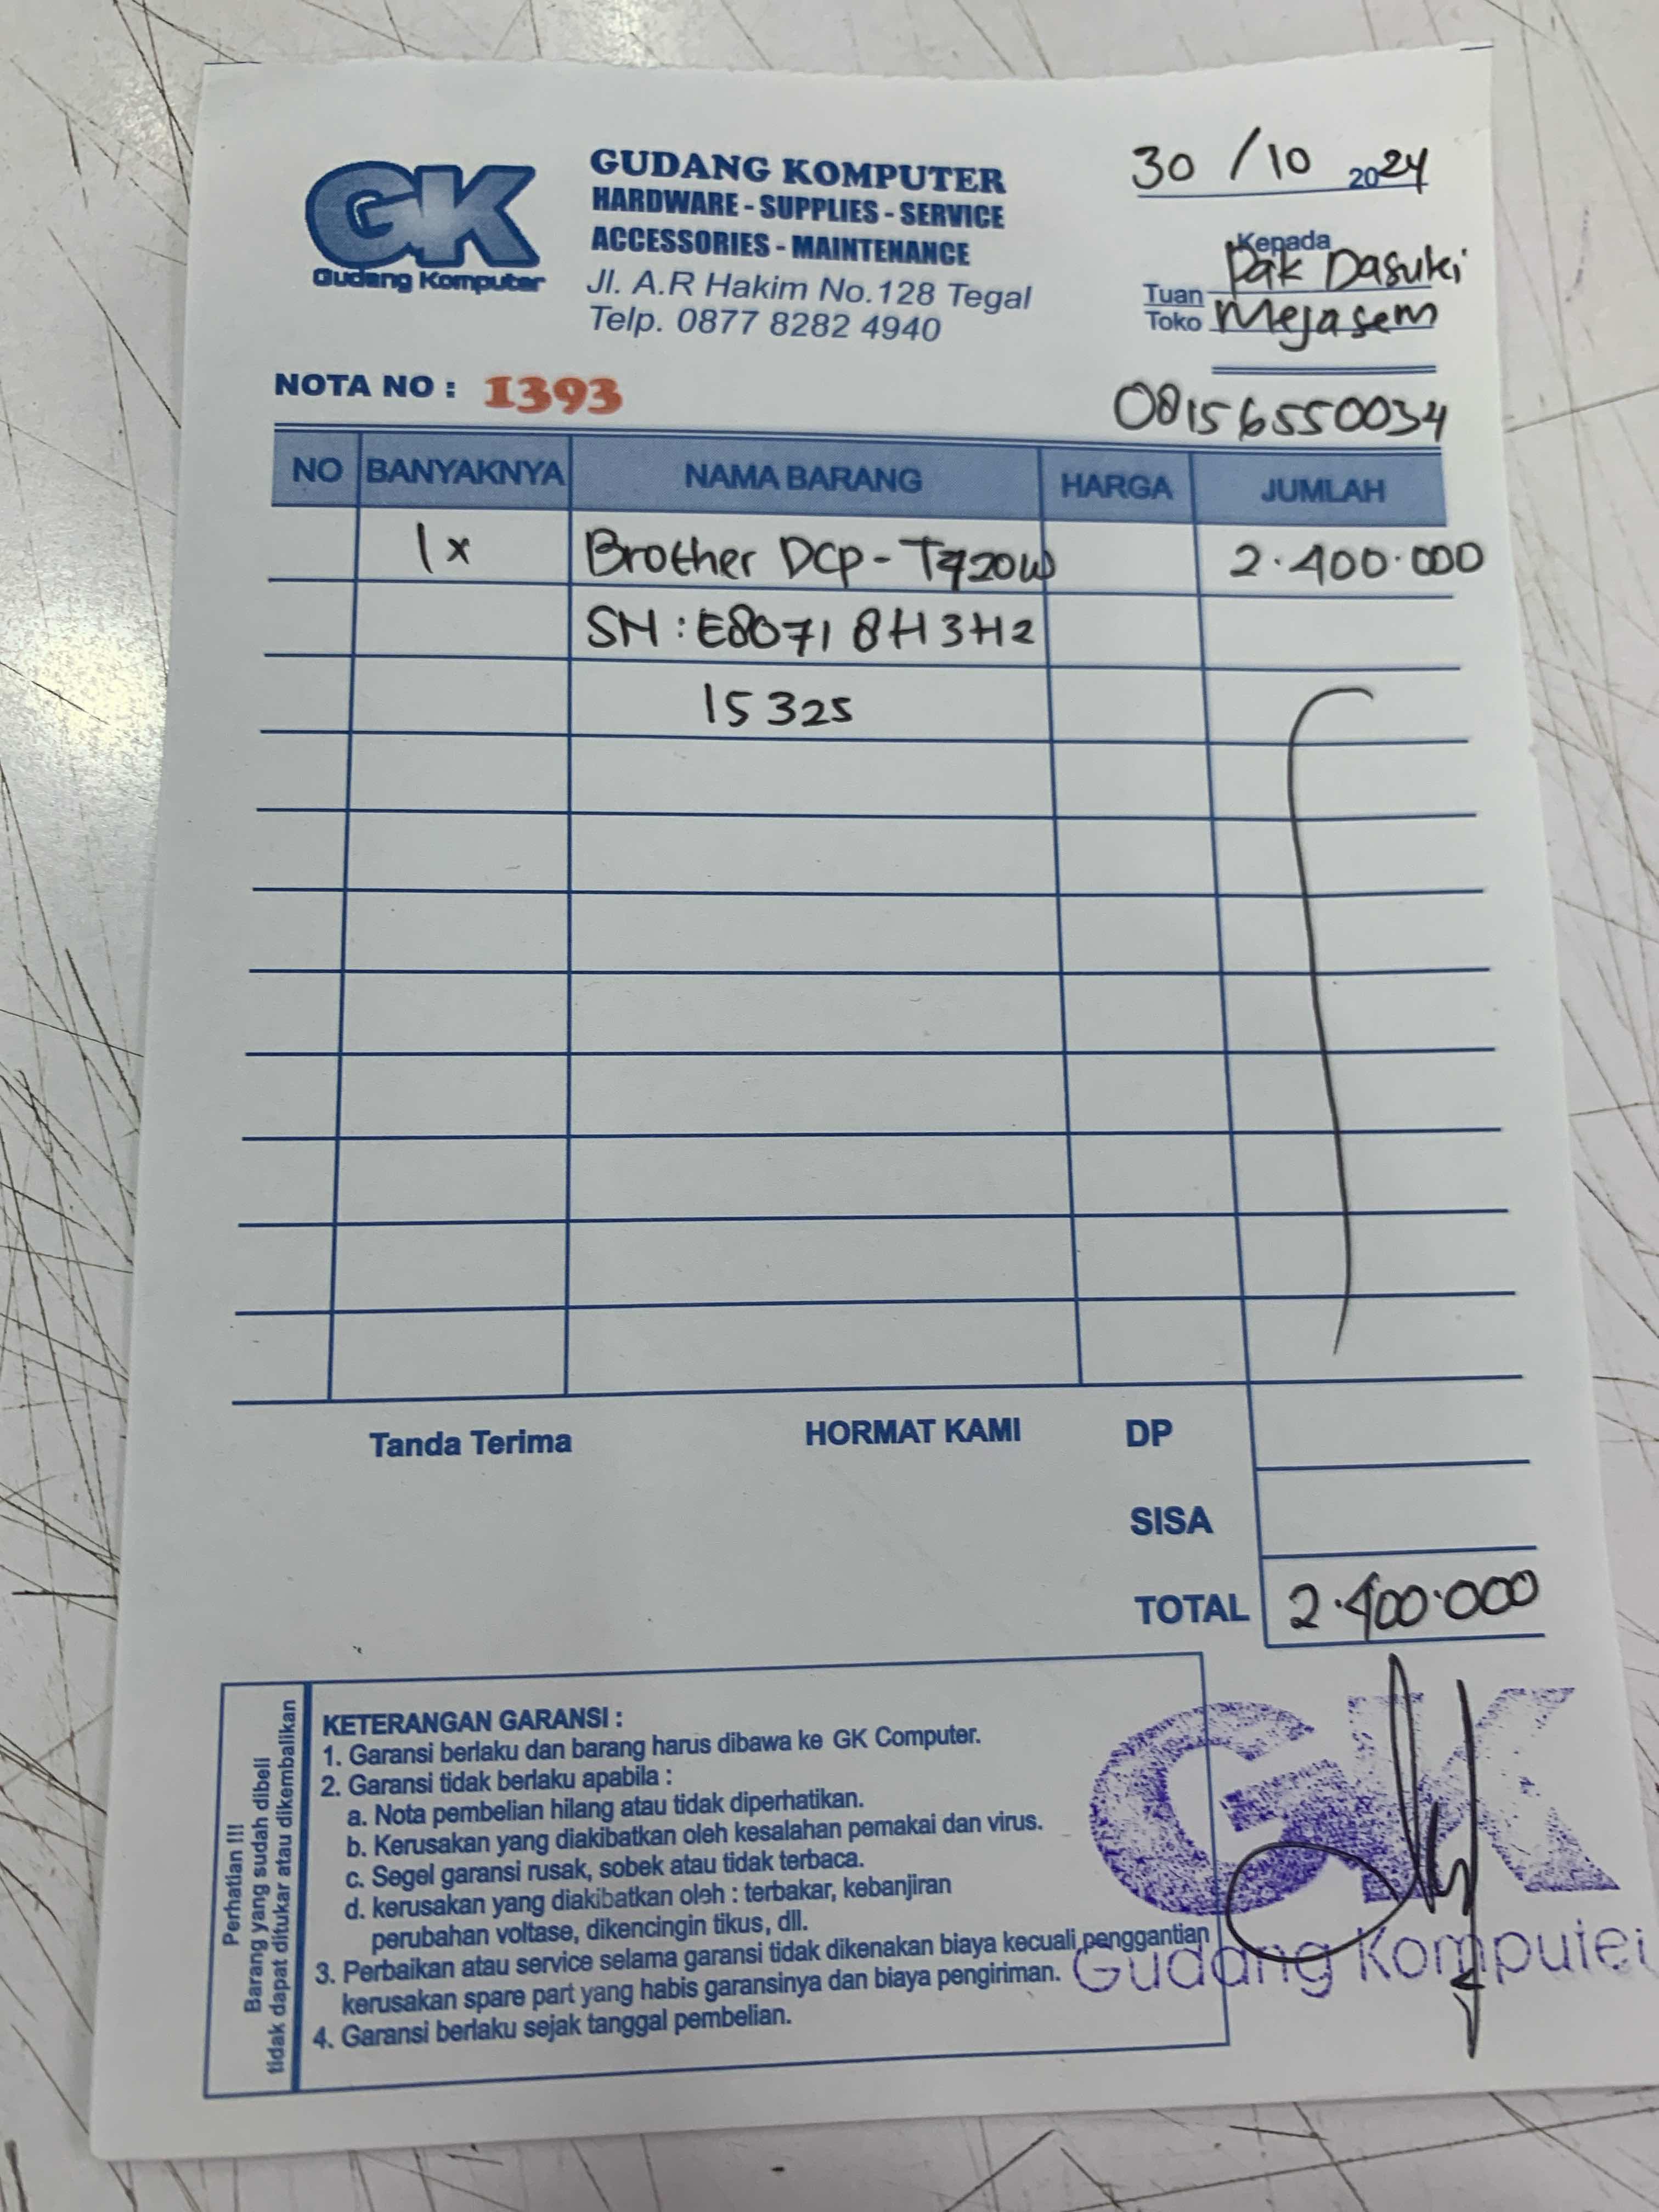 GK
Gudang Komputer
GUDANG KOMPUTER
HARDWARE - SUPPLIES - SERVICE
ACCESSORIES - MAINTENANCE
Jl. A.R Hakim No.128 Tegal
Telp. 0877 8282 4940
30 / 10 2024
Kepada
Tuan Pak Dasuki
Toko Mejasem
08156550034
NOTA NO : 1393
NO BANYAKNYA NAMA BARANG HARGA JUMLAH
1x Brother DCP-T420W 2.400.000
SN : E80718H3H2
15325
Tanda Terima HORMAT KAMI DP
SISA
TOTAL 2.400.000
Perhatian !!!
Barang yang sudah dibeli
tidak dapat ditukar atau dikembalikan
KETERANGAN GARANSI :
1. Garansi berlaku dan barang harus dibawa ke GK Computer.
2. Garansi tidak berlaku apabila :
a. Nota pembelian hilang atau tidak diperhatikan.
b. Kerusakan yang diakibatkan oleh kesalahan pemakai dan virus.
c. Segel garansi rusak, sobek atau tidak terbaca.
d. kerusakan yang diakibatkan oleh : terbakar, kebanjiran
perubahan voltase, dikencingin tikus, dll.
3. Perbaikan atau service selama garansi tidak dikenakan biaya kecuali penggantian
kerusakan spare part yang habis garansinya dan biaya pengiriman.
4. Garansi berlaku sejak tanggal pembelian.
GK
Gudang Komputer